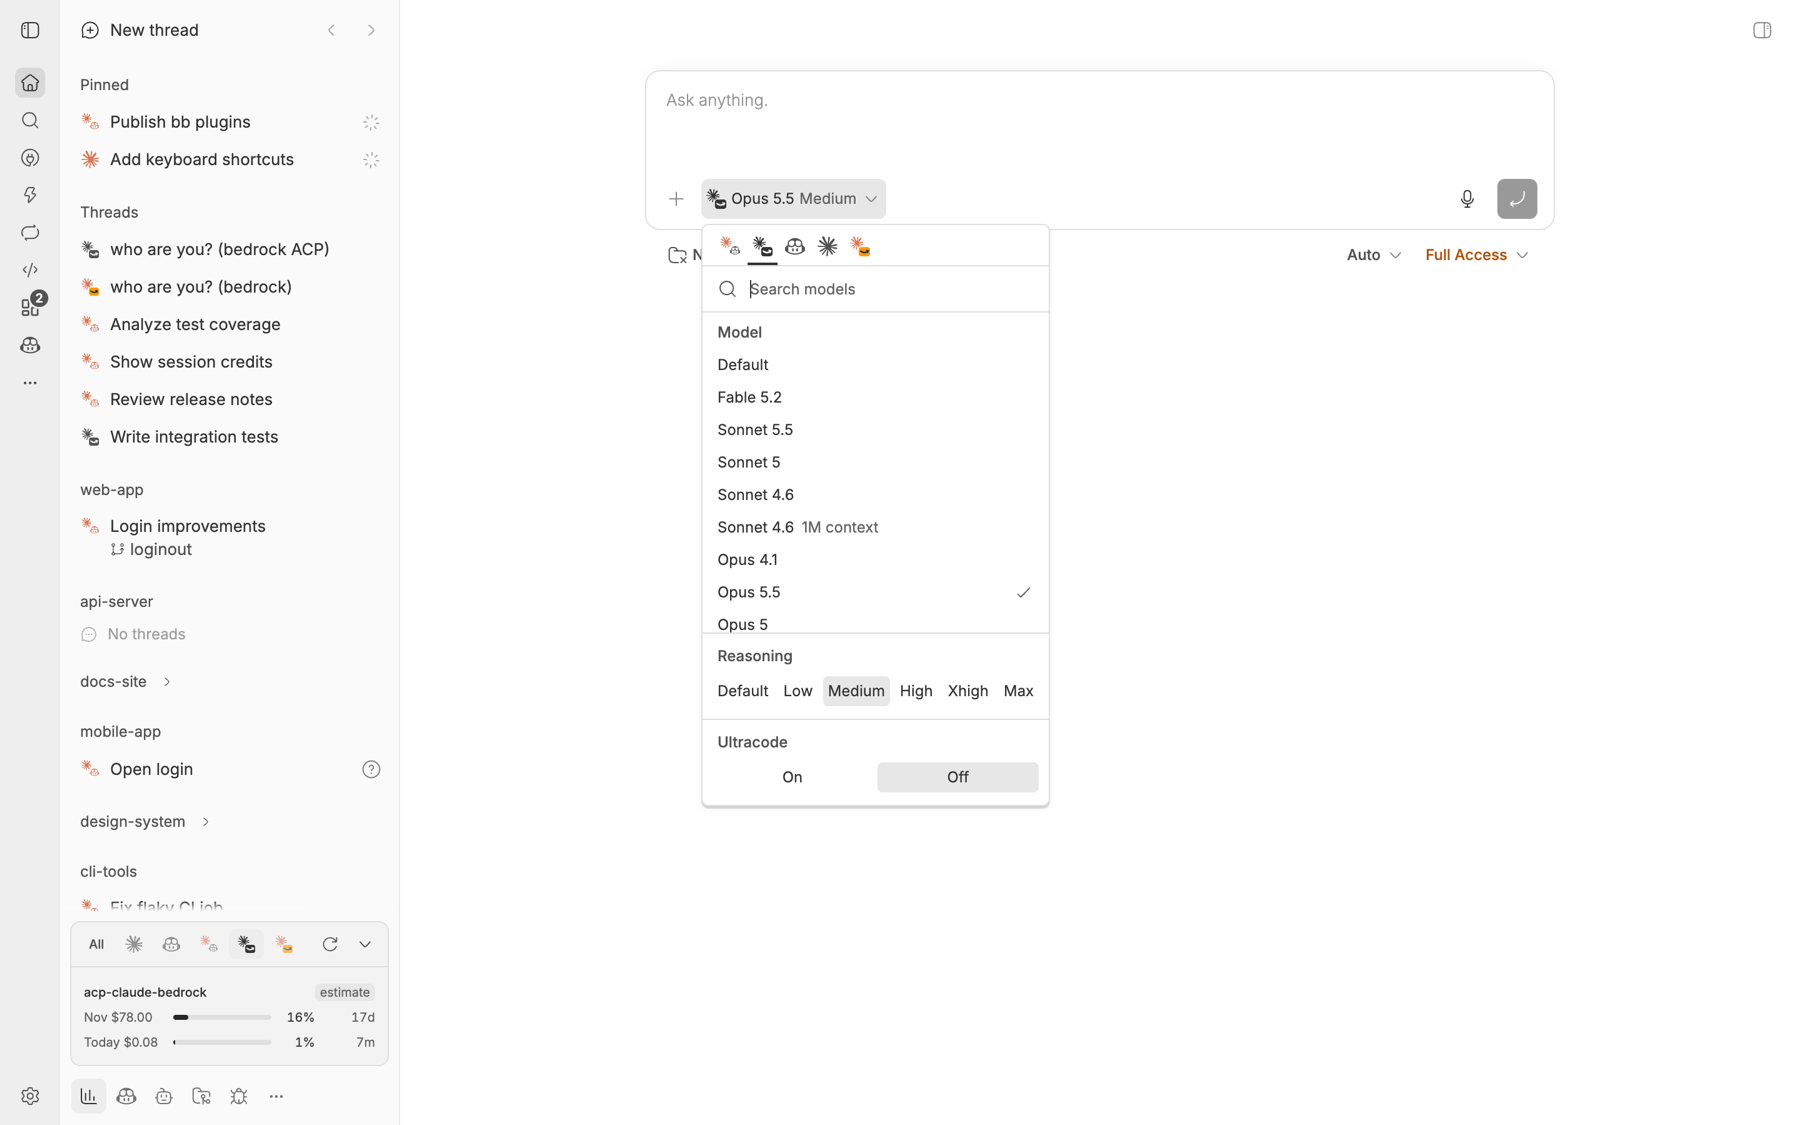 New thread
Pinned
Publish bb plugins
Add keyboard shortcuts
Threads
who are you? (bedrock ACP)
who are you? (bedrock)
2
Analyze test coverage
Show session credits
Review release notes
Write integration tests
web-app
Login improvements
loginout
api-server
No threads
docs-site
mobile-app
Open login
design-system
cli-tools
Fix flaky CI job
All
acp-claude-bedrock estimate
Nov $78.00 16% 17d
Today $0.08 1% 7m
Ask anything.
Opus 5.5 Medium
N
Auto
Full Access
Search models
Model
Default
Fable 5.2
Sonnet 5.5
Sonnet 5
Sonnet 4.6
Sonnet 4.6 1M context
Opus 4.1
Opus 5.5
Opus 5
Reasoning
Default Low Medium High Xhigh Max
Ultracode
On Off